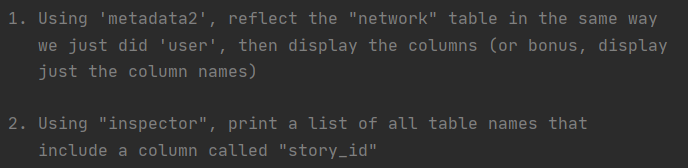 1. Using 'metadata2', reflect the "network" table in the same way
we just did 'user', then display the columns (or bonus, display
just the column names)
2. Using "inspector", print a list of all table names that
include a column called "story_id"